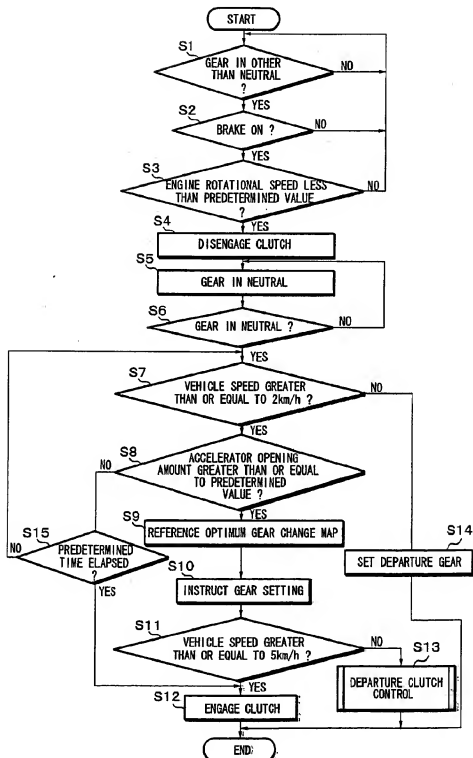 START
S1
GEAR IN OTHER
THAN NEUTRAL
?
NO
YES
S2
BRAKE ON ?
NO
YES
S3
ENGINE ROTATIONAL SPEED LESS
THAN PREDETERMINED VALUE
?
NO
YES
S4
DISENGAGE CLUTCH
S5
GEAR IN NEUTRAL
S6
GEAR IN NEUTRAL ?
NO
YES
S7
VEHICLE SPEED GREATER
THAN OR EQUAL TO 2km/h ?
NO
YES
S8
ACCELERATOR OPENING
AMOUNT GREATER THAN OR EQUAL
TO PREDETERMINED
VALUE ?
NO
YES
S15
PREDETERMINED
TIME ELAPSED
?
NO
YES
S9
REFERENCE OPTIMUM GEAR CHANGE MAP
S14
SET DEPARTURE GEAR
S10
INSTRUCT GEAR SETTING
S11
VEHICLE SPEED GREATER
THAN OR EQUAL TO 5km/h ?
NO
YES
S13
DEPARTURE CLUTCH
CONTROL
S12
ENGAGE CLUTCH
END